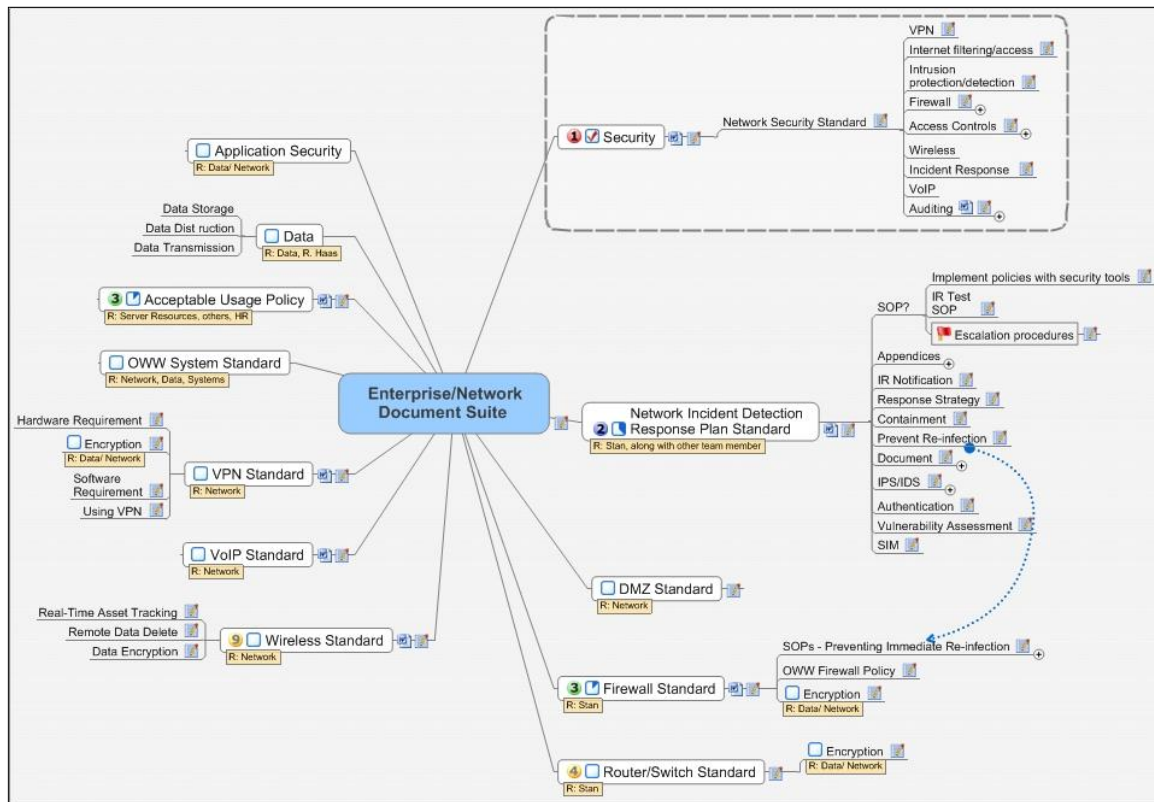 Enterprise/Network
Document Suite
1
Security
Network Security Standard
VPN
Internet filtering/access
Intrusion
protection/detection
Firewall
Access Controls
Wireless
Incident Response
VoIP
Auditing
2
Network Incident Detection
Response Plan Standard
R: Stan, along with other team member
SOP?
Implement policies with security tools
IR Test
SOP
Escalation procedures
Appendices
IR Notification
Response Strategy
Containment
Prevent Re-infection
Document
IPS/IDS
Authentication
Vulnerability Assessment
SIM
DMZ Standard
R: Network
3
Firewall Standard
R: Stan
SOPs - Preventing Immediate Re-infection
OWW Firewall Policy
Encryption
R: Data/ Network
4
Router/Switch Standard
R: Stan
Encryption
R: Data/ Network
Application Security
R: Data/ Network
Data
R: Data, R. Haas
Data Storage
Data Dist ruction
Data Transmission
3
Acceptable Usage Policy
R: Server Resources, others, HR
OWW System Standard
R: Network, Data, Systems
VPN Standard
R: Network
Hardware Requirement
Encryption
R: Data/ Network
Software
Requirement
Using VPN
VoIP Standard
R: Network
9
Wireless Standard
R: Network
Real-Time Asset Tracking
Remote Data Delete
Data Encryption